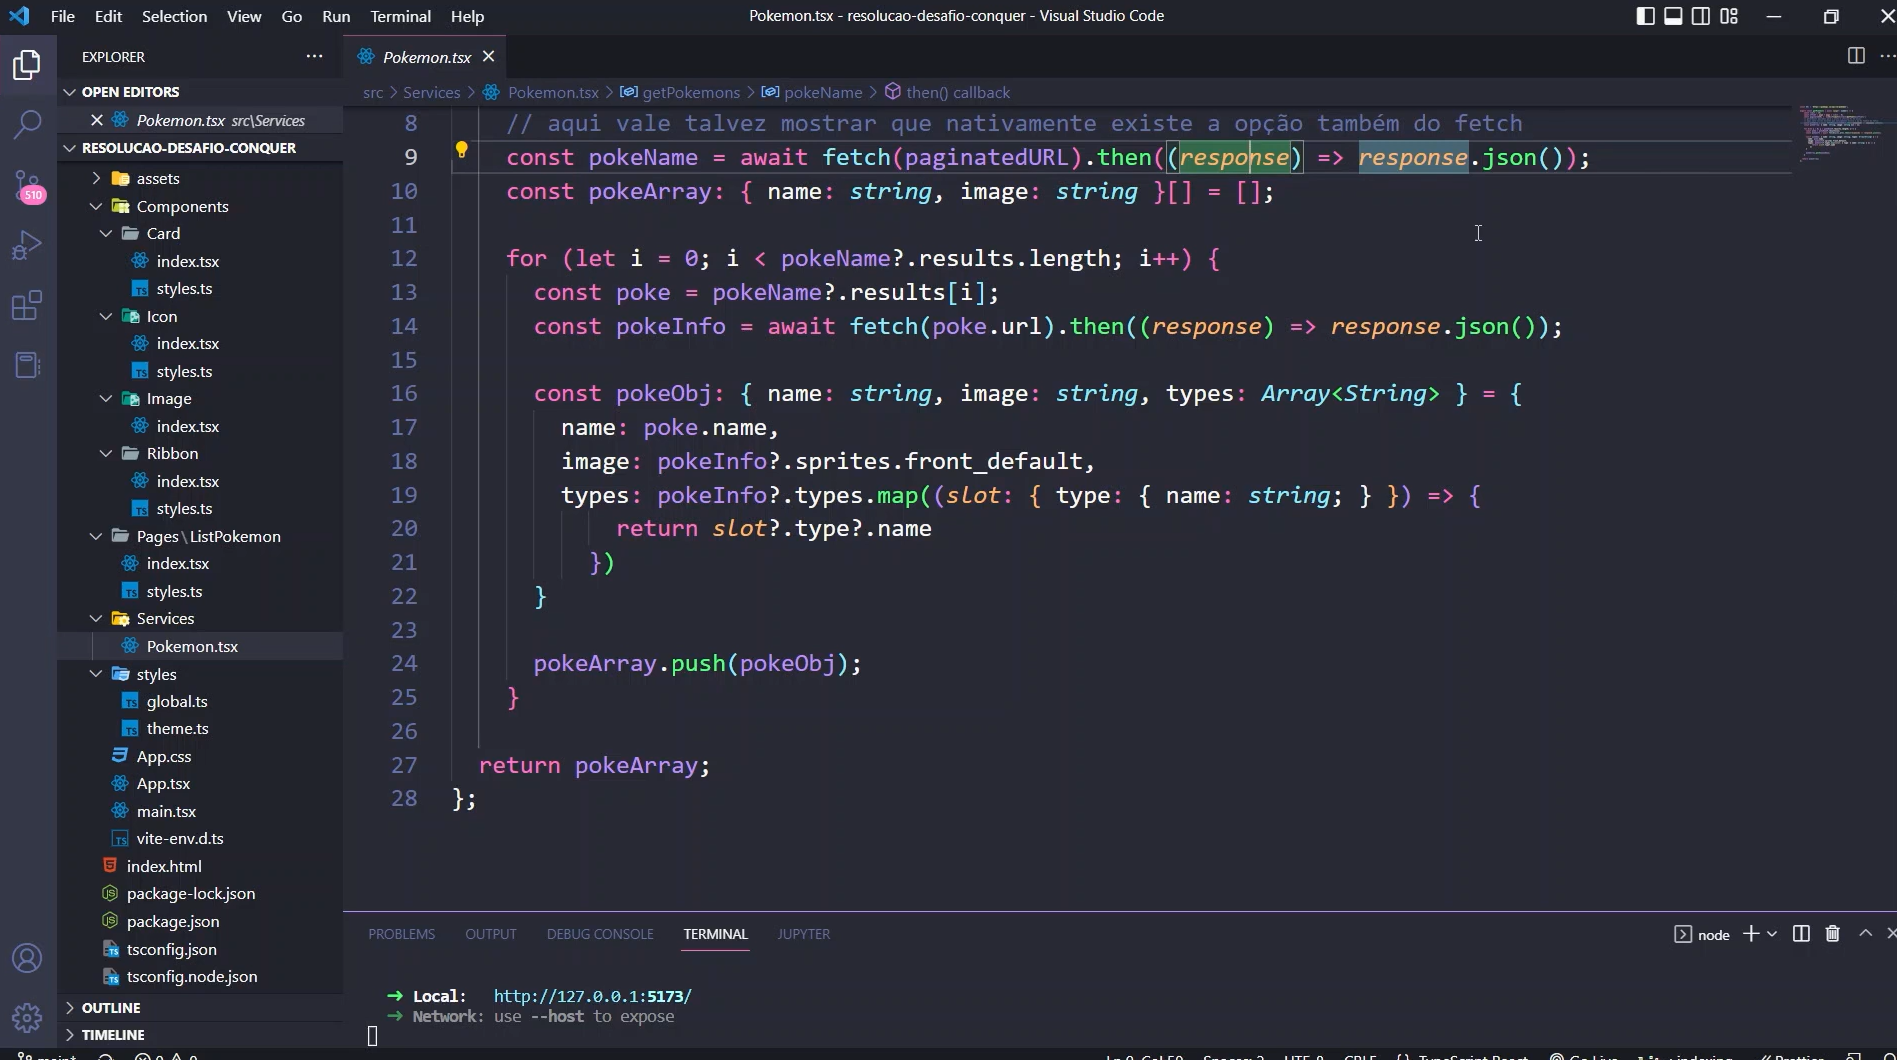 File Edit Selection View Go Run Terminal Help
Pokemon.tsx - resolucao-desafio-conquer - Visual Studio Code
EXPLORER
OPEN EDITORS
Pokemon.tsx src\Services
RESOLUCAO-DESAFIO-CONQUER
assets
Components
Card
index.tsx
TS styles.ts
Icon
index.tsx
TS styles.ts
Image
index.tsx
Ribbon
index.tsx
TS styles.ts
Pages\ListPokemon
index.tsx
TS styles.ts
Services
Pokemon.tsx
styles
TS global.ts
TS theme.ts
App.css
App.tsx
main.tsx
TS vite-env.d.ts
index.html
package-lock.json
package.json
tsconfig.json
tsconfig.node.json
OUTLINE
TIMELINE
510
Pokemon.tsx
src > Services > Pokemon.tsx > getPokemons > pokeName > then() callback
8 // aqui vale talvez mostrar que nativamente existe a opção também do fetch
9 const pokeName = await fetch(paginatedURL).then((response) => response.json());
10 const pokeArray: { name: string, image: string }[] = [];
11
12 for (let i = 0; i < pokeName?.results.length; i++) {
13 const poke = pokeName?.results[i];
14 const pokeInfo = await fetch(poke.url).then((response) => response.json());
15
16 const pokeObj: { name: string, image: string, types: Array<String> } = {
17 name: poke.name,
18 image: pokeInfo?.sprites.front_default,
19 types: pokeInfo?.types.map((slot: { type: { name: string; } }) => {
20 return slot?.type?.name
21 })
22 }
23
24 pokeArray.push(pokeObj);
25 }
26
27 return pokeArray;
28 };
PROBLEMS OUTPUT DEBUG CONSOLE TERMINAL JUPYTER
node
➜ Local: http://127.0.0.1:5173/
➜ Network: use --host to expose